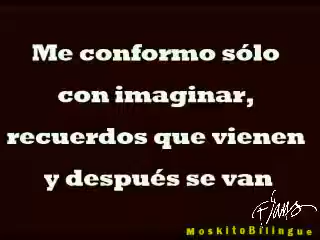 Me conformo sólo
con imaginar,
recuerdos que vienen
y después se van
MoskitoBilingue